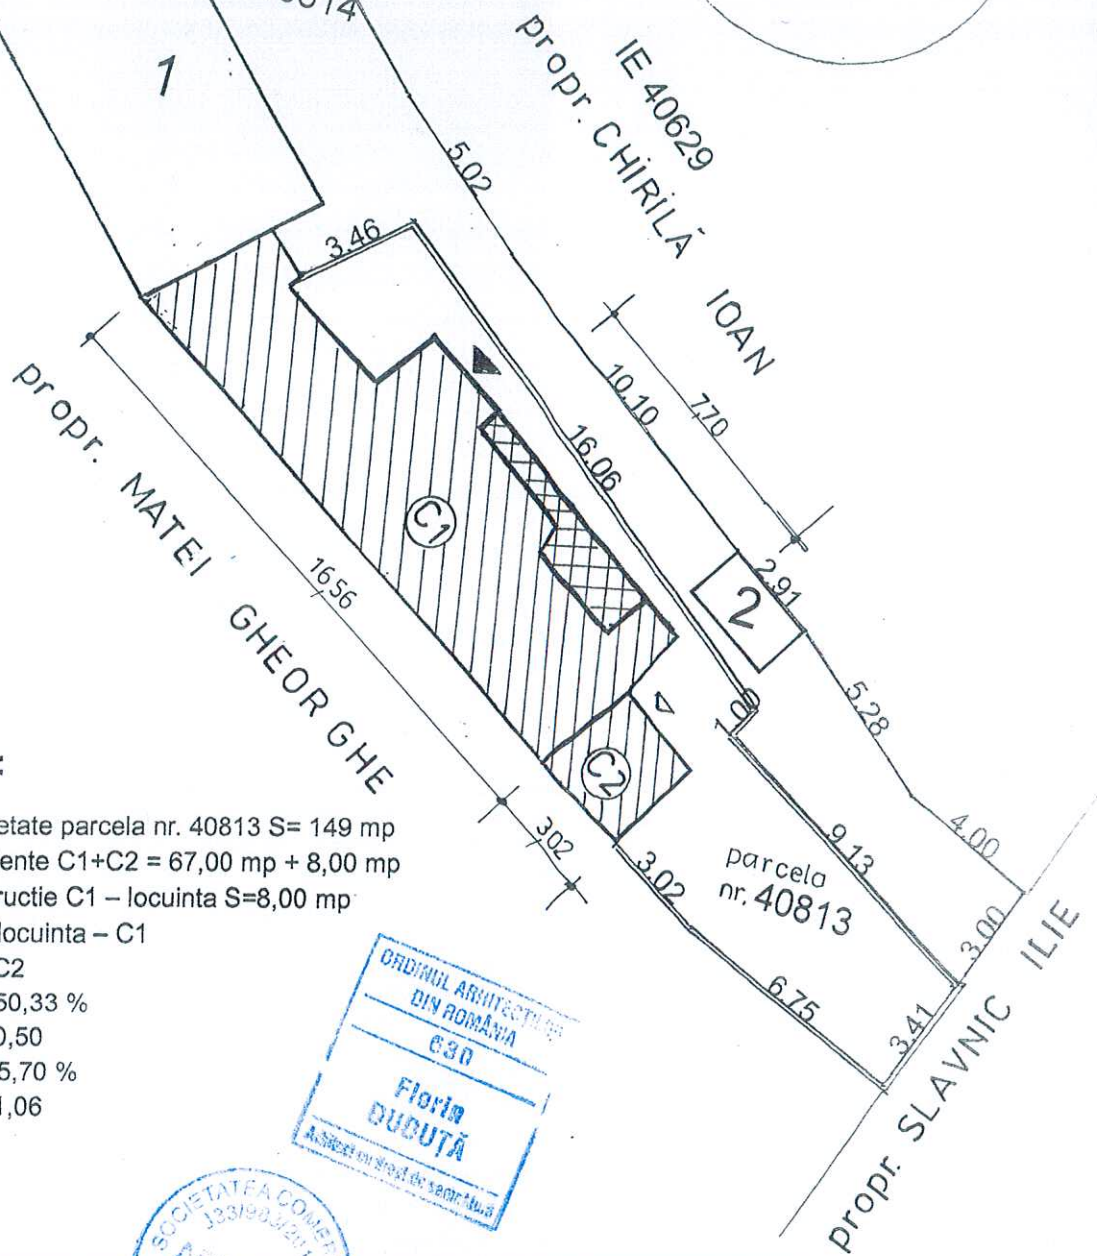 1
5.02
IE 40629
propr. CHIRILĂ IOAN
3.46
10.10
7,70
16.06
propr. MATEI GHEORGHE
C1
16.56
2
2.91
5.28
1.00
C2
3.02
3.02
9.13
4.00
parcela
nr. 40813
3.00
6.75
3.41
propr. SLAVNIC ILIE
:
etate parcela nr. 40813 S= 149 mp
ente C1+C2 = 67,00 mp + 8,00 mp
ructie C1 – locuinta S=8,00 mp
locuinta – C1
C2
50,33 %
0,50
5,70 %
1,06
ORDINUL ARHITECȚILOR
DIN ROMÂNIA
630
Florin
DUDUȚĂ
Arhitect cu drept de semnătură
SOCIETATEA COMER